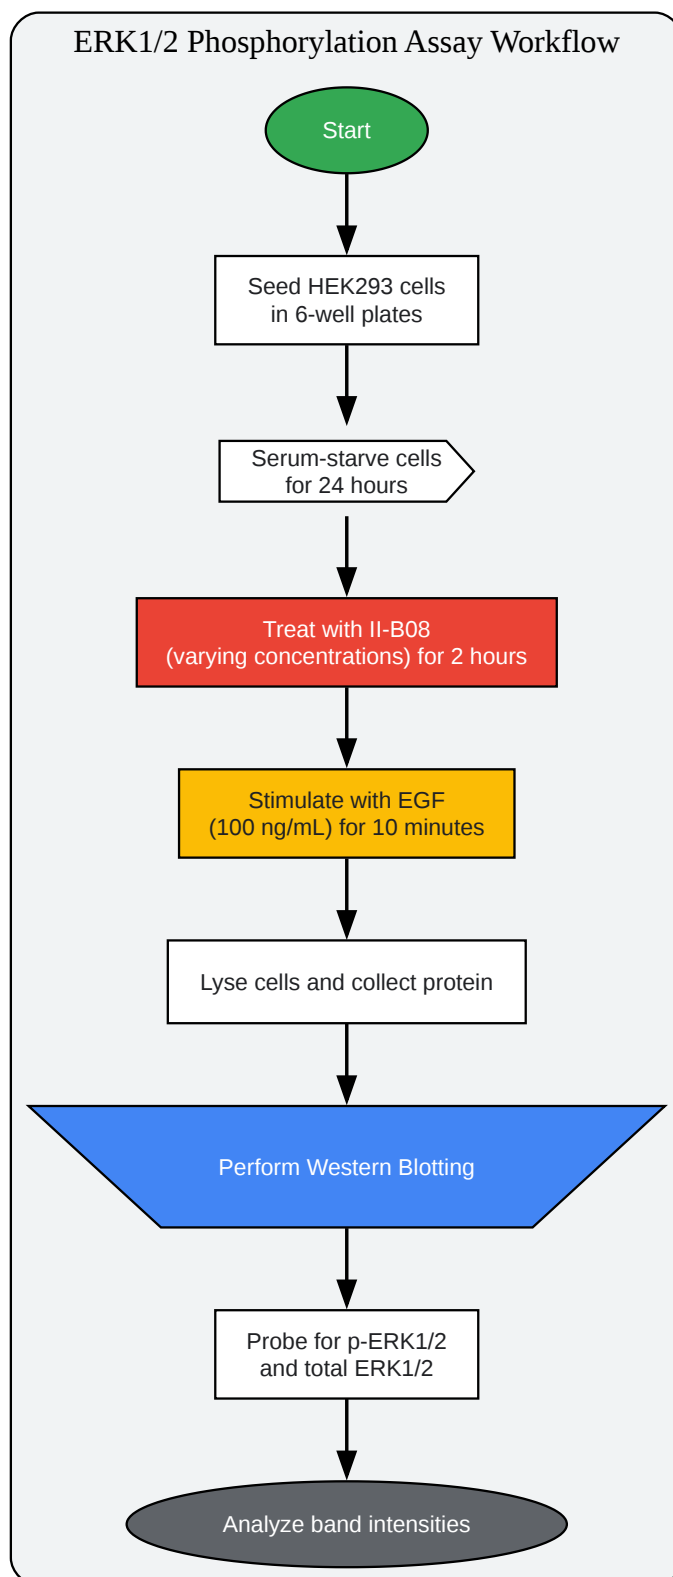 ERK1/2 Phosphorylation Assay Workflow
Start
Seed HEK293 cells
in 6-well plates
Serum-starve cells
for 24 hours
Treat with II-B08
(varying concentrations) for 2 hours
Stimulate with EGF
(100 ng/mL) for 10 minutes
Lyse cells and collect protein
Perform Western Blotting
Probe for p-ERK1/2
and total ERK1/2
Analyze band intensities